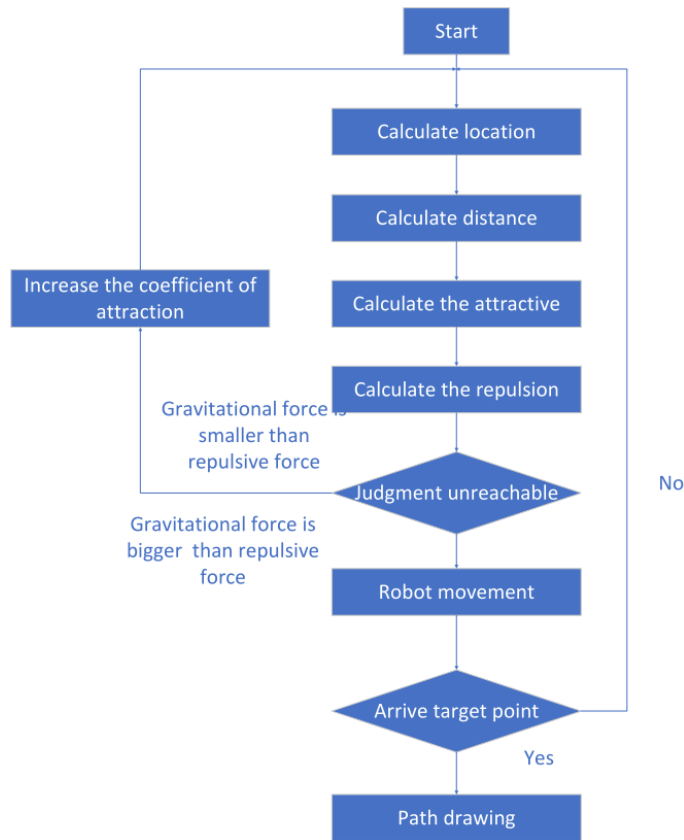 Start
Calculate location
Calculate distance
Increase the coefficient of
attraction
Calculate the attractive
Calculate the repulsion
Gravitational force is
smaller than
repulsive force
Judgment unreachable
No
Gravitational force is
bigger than repulsive
force
Robot movement
Arrive target point
Yes
Path drawing